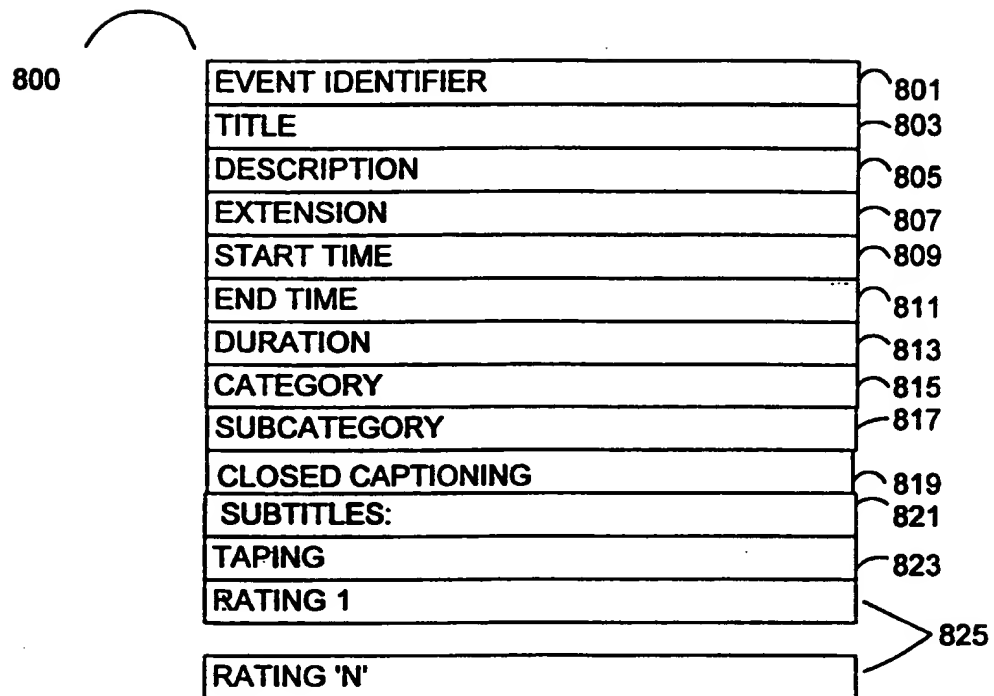 800
EVENT IDENTIFIER 801
TITLE 803
DESCRIPTION 805
EXTENSION 807
START TIME 809
END TIME 811
DURATION 813
CATEGORY 815
SUBCATEGORY 817
CLOSED CAPTIONING 819
SUBTITLES: 821
TAPING 823
RATING 1
825
RATING 'N'